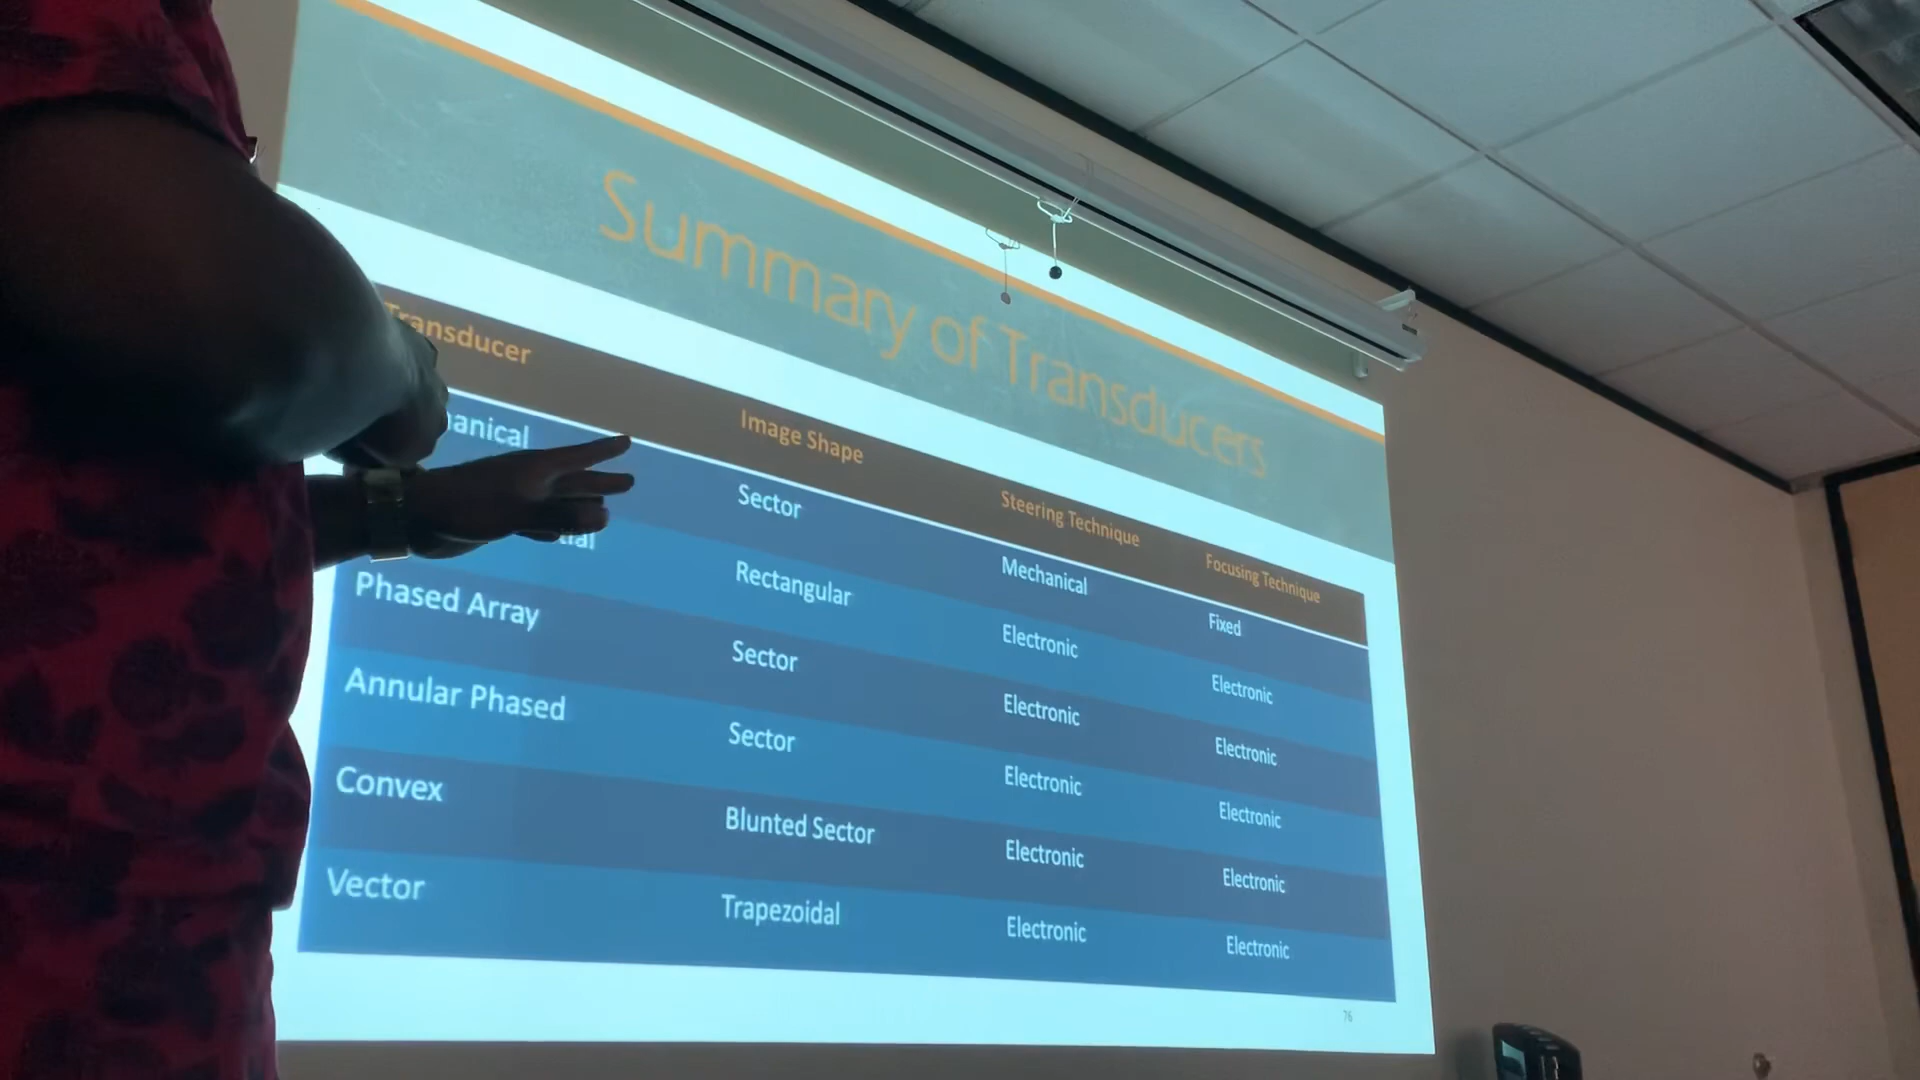 Summary of Transducers
Transducer Image Shape Steering Technique Focusing Technique
Sector Mechanical Fixed
Rectangular Electronic Electronic
Phased Array Sector Electronic Electronic
Annular Phased Sector Electronic Electronic
Convex Blunted Sector Electronic Electronic
Vector Trapezoidal Electronic Electronic
76